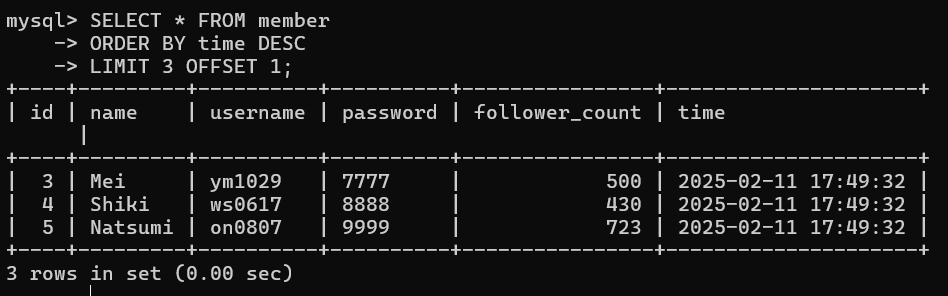 mysql> SELECT * FROM member
    -> ORDER BY time DESC
    -> LIMIT 3 OFFSET 1;
+----+---------+----------+----------+----------------+---------------------+
| id | name    | username | password | follower_count | time
      |
+----+---------+----------+----------+----------------+---------------------+
|  3 | Mei     | ym1029   | 7777     |            500 | 2025-02-11 17:49:32 |
|  4 | Shiki   | ws0617   | 8888     |            430 | 2025-02-11 17:49:32 |
|  5 | Natsumi | on0807   | 9999     |            723 | 2025-02-11 17:49:32 |
+----+---------+----------+----------+----------------+---------------------+
3 rows in set (0.00 sec)